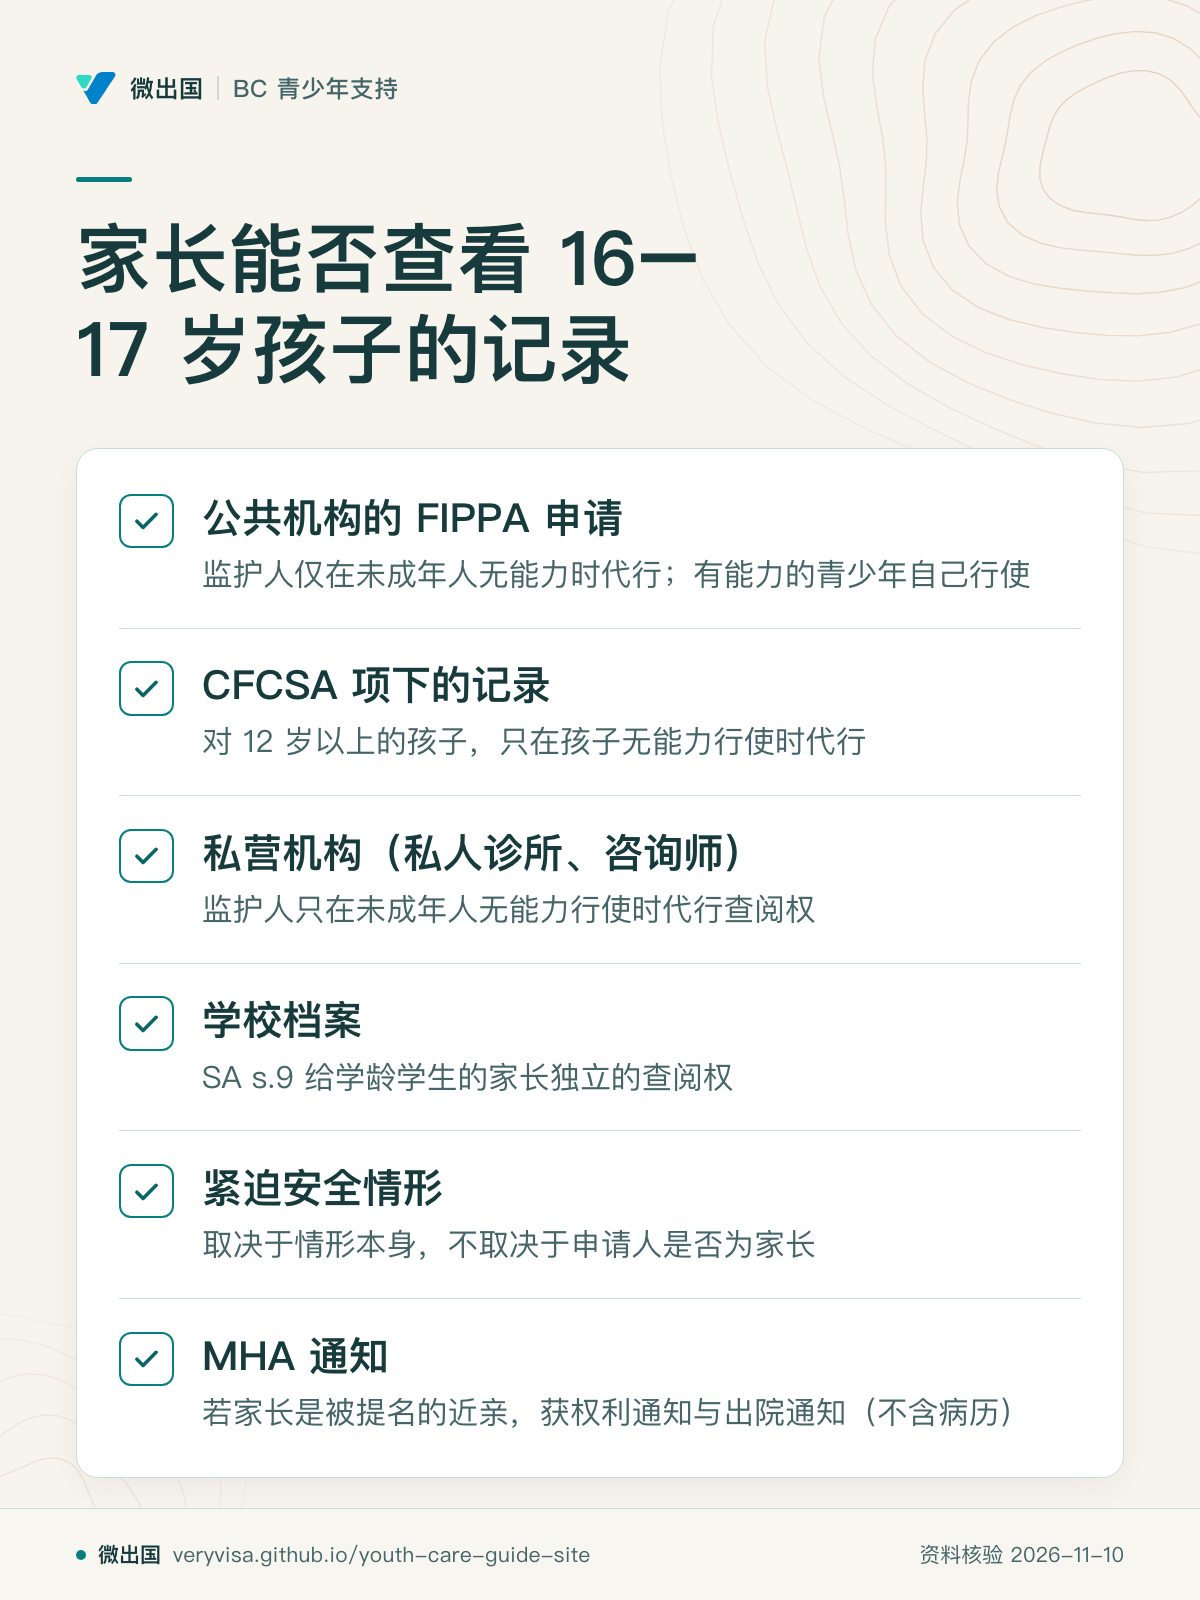 微出国 | BC 青少年支持
家长能否查看 16–
17 岁孩子的记录
公共机构的 FIPPA 申请
监护人仅在未成年人无能力时代行；有能力的青少年自己行使
CFCSA 项下的记录
对 12 岁以上的孩子，只在孩子无能力行使时代行
私营机构（私人诊所、咨询师）
监护人只在未成年人无能力行使时代行查阅权
学校档案
SA s.9 给学龄学生的家长独立的查阅权
紧迫安全情形
取决于情形本身，不取决于申请人是否为家长
MHA 通知
若家长是被提名的近亲，获权利通知与出院通知（不含病历）
微出国 veryvisa.github.io/youth-care-guide-site
资料核验 2026-11-10